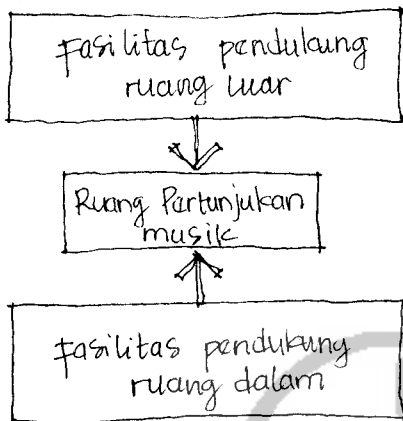 Fasilitas pendukung
ruang luar
Ruang Pertunjukan
musik
Fasilitas pendukung
ruang dalam